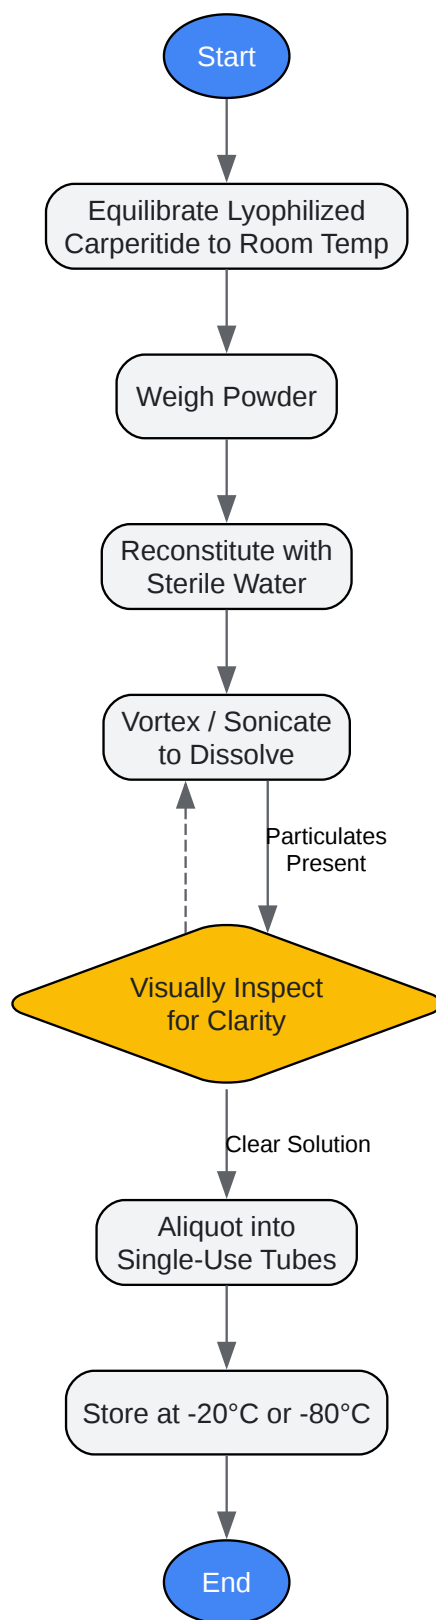 Start
Equilibrate Lyophilized
Carperitide to Room Temp
Weigh Powder
Reconstitute with
Sterile Water
Vortex / Sonicate
to Dissolve
Particulates
Present
Visually Inspect
for Clarity
Clear Solution
Aliquot into
Single-Use Tubes
Store at -20°C or -80°C
End